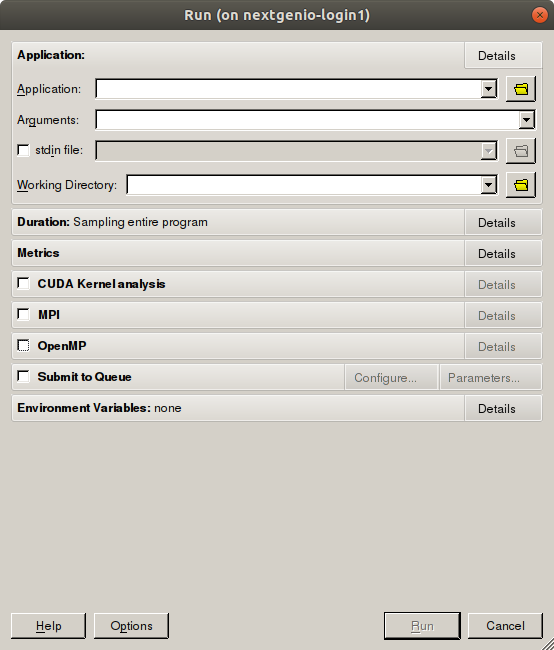 Run (on nextgenio-login1)
Application: Details
Application:
Arguments:
stdin file:
Working Directory:
Duration: Sampling entire program Details
Metrics Details
CUDA Kernel analysis Details
MPI Details
OpenMP Details
Submit to Queue Configure... Parameters...
Environment Variables: none Details
Help Options Run Cancel